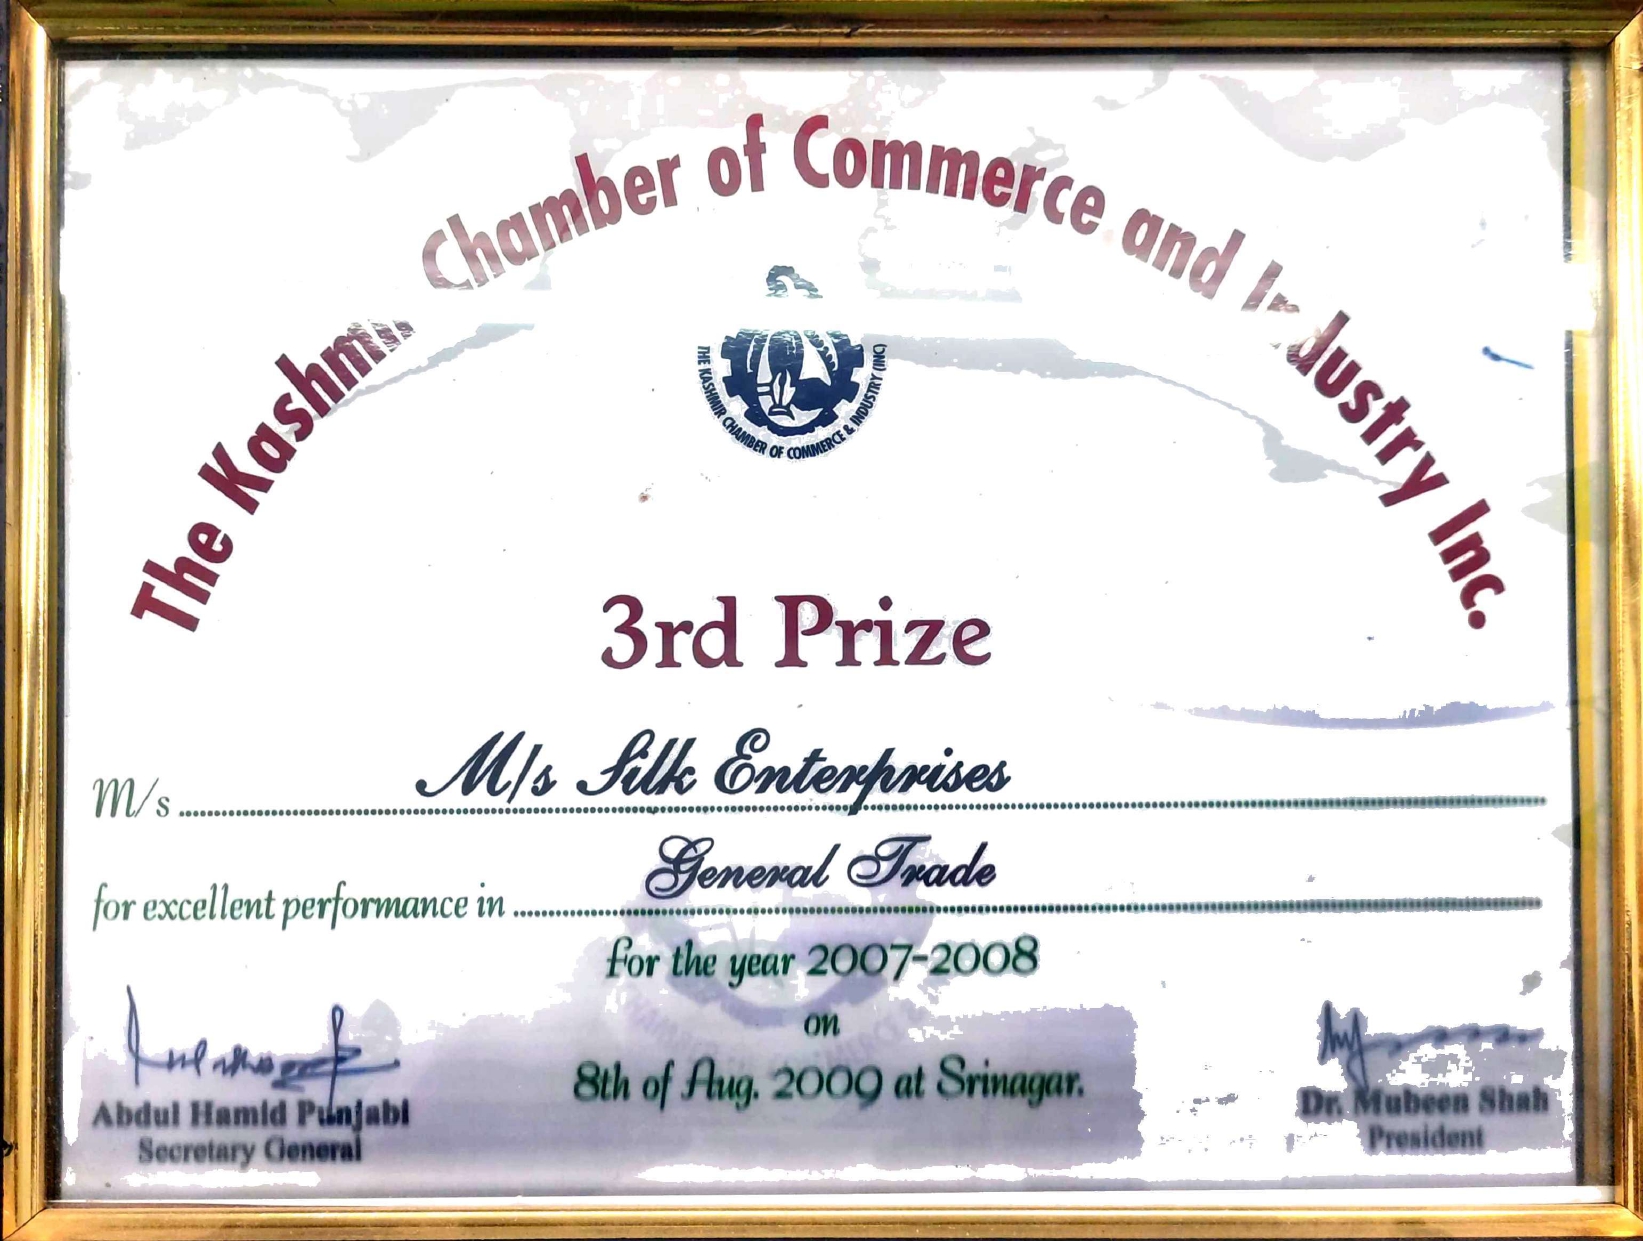 The Kashmir Chamber of Commerce and Industry Inc.
THE KASHMIR CHAMBER OF COMMERCE & INDUSTRY (INC)
3rd Prize
M/s M/s Silk Enterprises
for excellent performance in General Trade
for the year 2007-2008
on
8th of Aug. 2009 at Srinagar.
Abdul Hamid Punjabi
Secretary General
Dr. Mubeen Shah
President